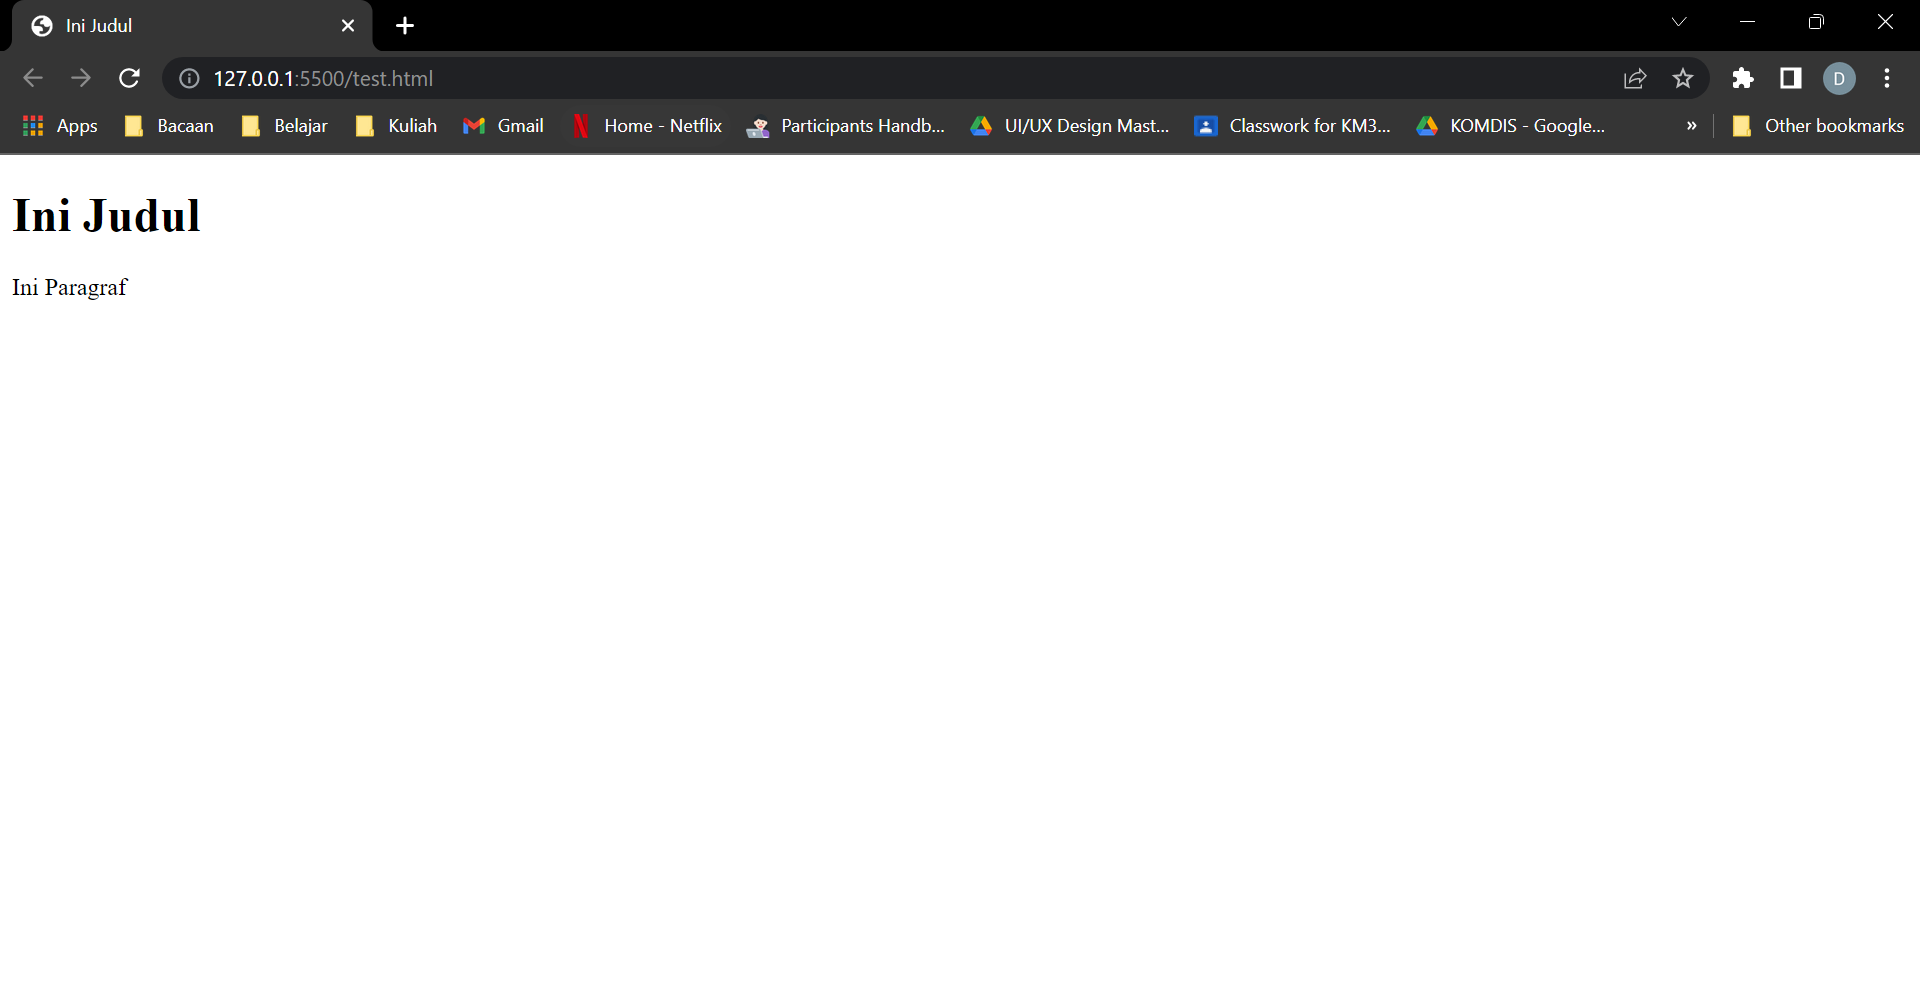 Ini Judul
127.0.0.1:5500/test.html
D
Apps Bacaan Belajar Kuliah Gmail Home - Netflix Participants Handb... UI/UX Design Mast... Classwork for KM3... KOMDIS - Google... » Other bookmarks
Ini Judul
Ini Paragraf